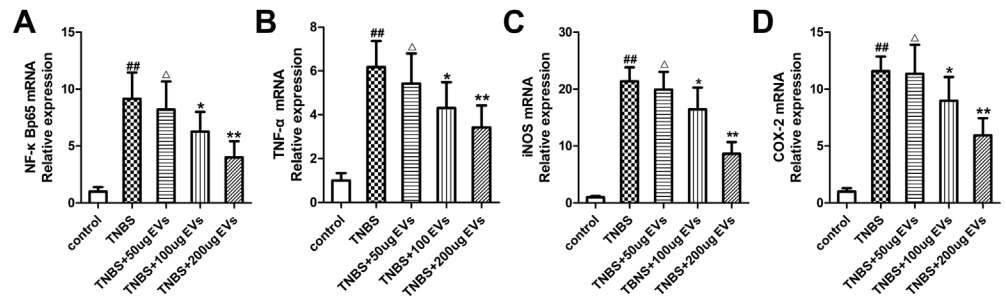 A
NF-κ Bp65 mRNA
Relative expression
15
10
5
0
##
△
*
**
control
TNBS
TNBS+50ug EVs
TNBS+100ug EVs
TNBS+200ug EVs
B
TNF-α mRNA
Relative expression
8
6
4
2
0
##
△
*
**
control
TNBS
TNBS+50ug EVs
TNBS+100 EVs
TNBS+200ug EVs
C
iNOS mRNA
Relative expression
30
20
10
0
##
△
*
**
control
TNBS
TNBS+50ug EVs
TBNS+100ug EVs
TNBS+200ug EVs
D
COX-2 mRNA
Relative expression
15
10
5
0
##
△
*
**
control
TNBS
TNBS+50ug EVs
TBNS+100ug EVs
TNBS+200ug EVs